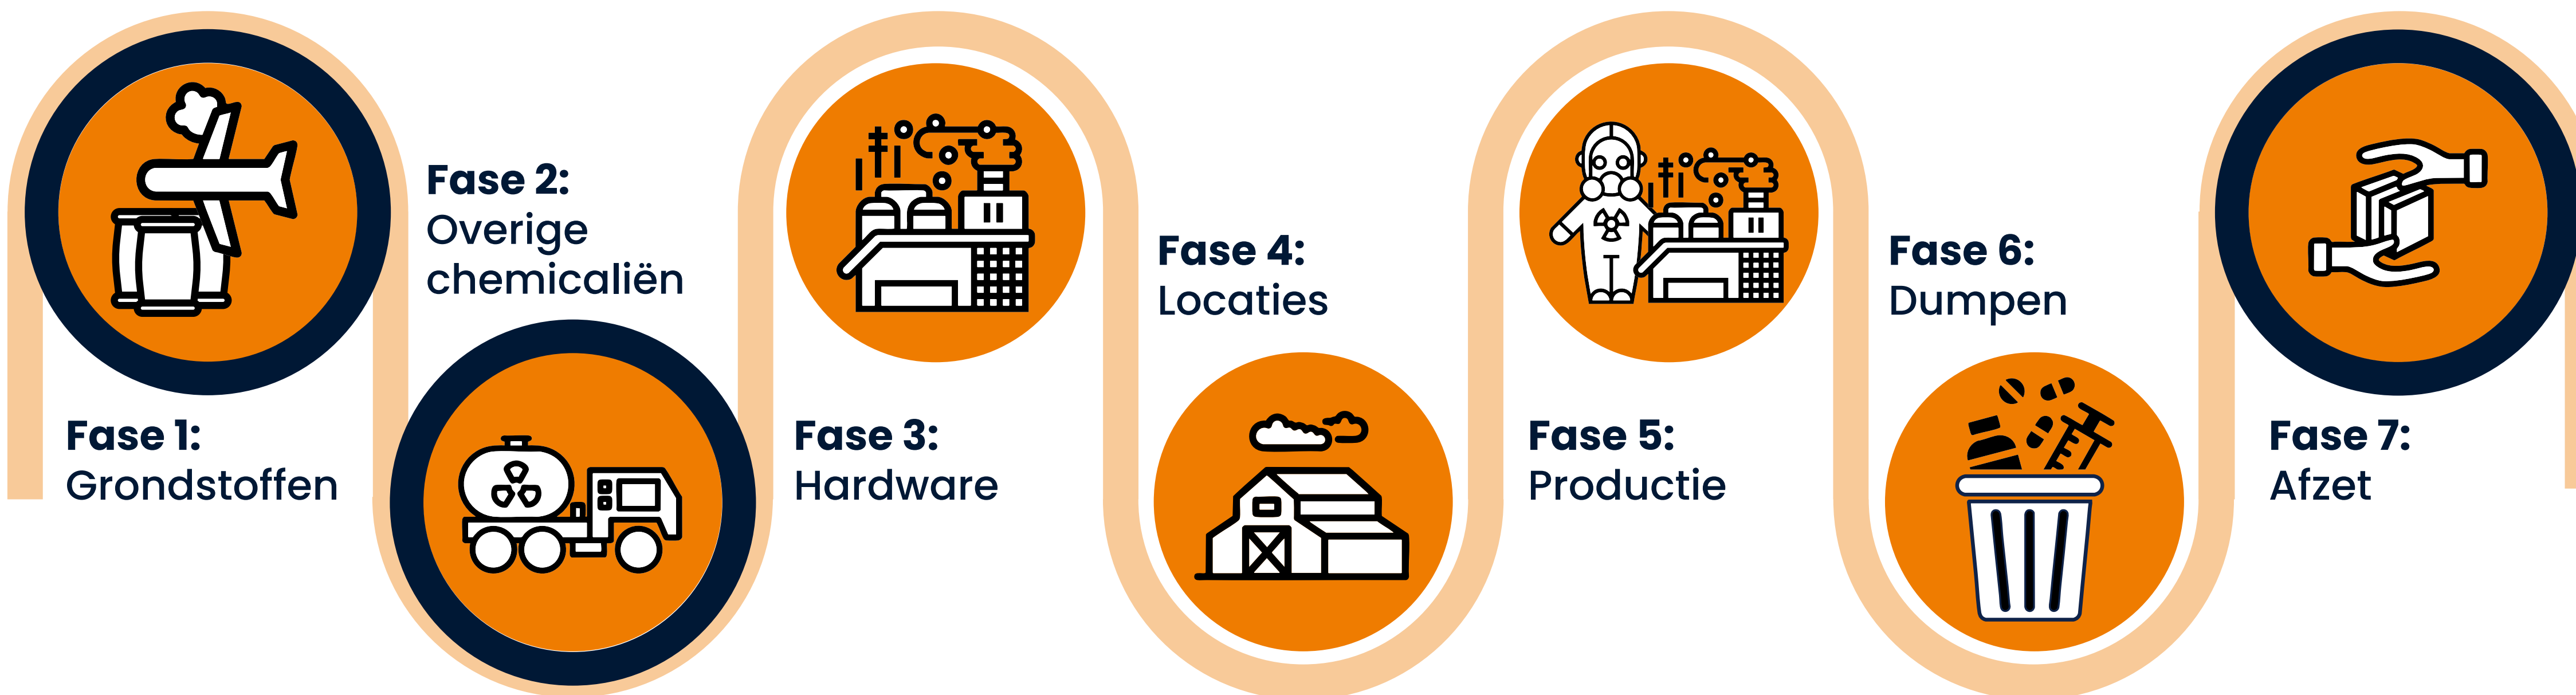 Fase 1:
Grondstoffen
Fase 2:
Overige
chemicaliën
Fase 3:
Hardware
Fase 4:
Locaties
Fase 5:
Productie
Fase 6:
Dumpen
Fase 7:
Afzet